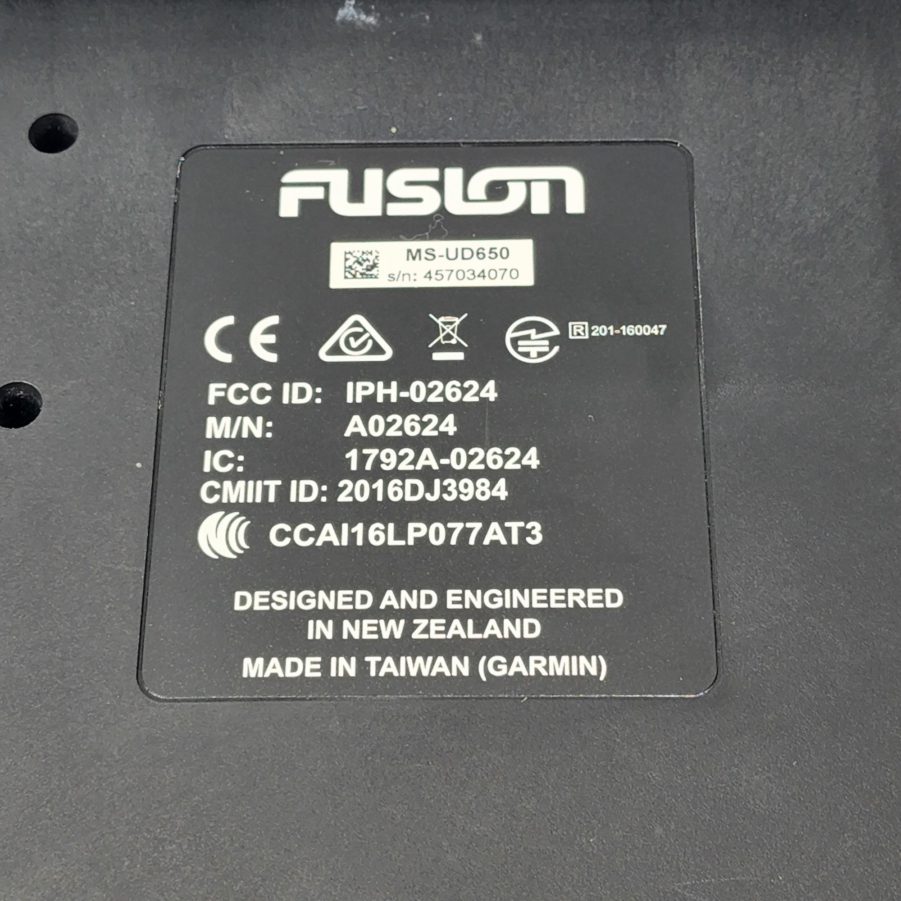 FUSION
MS-UD650
s/n: 457034070
CE
R 201-160047
FCC ID: IPH-02624
M/N: A02624
IC: 1792A-02624
CMIIT ID: 2016DJ3984
CCAI16LP077AT3
DESIGNED AND ENGINEERED
IN NEW ZEALAND
MADE IN TAIWAN (GARMIN)